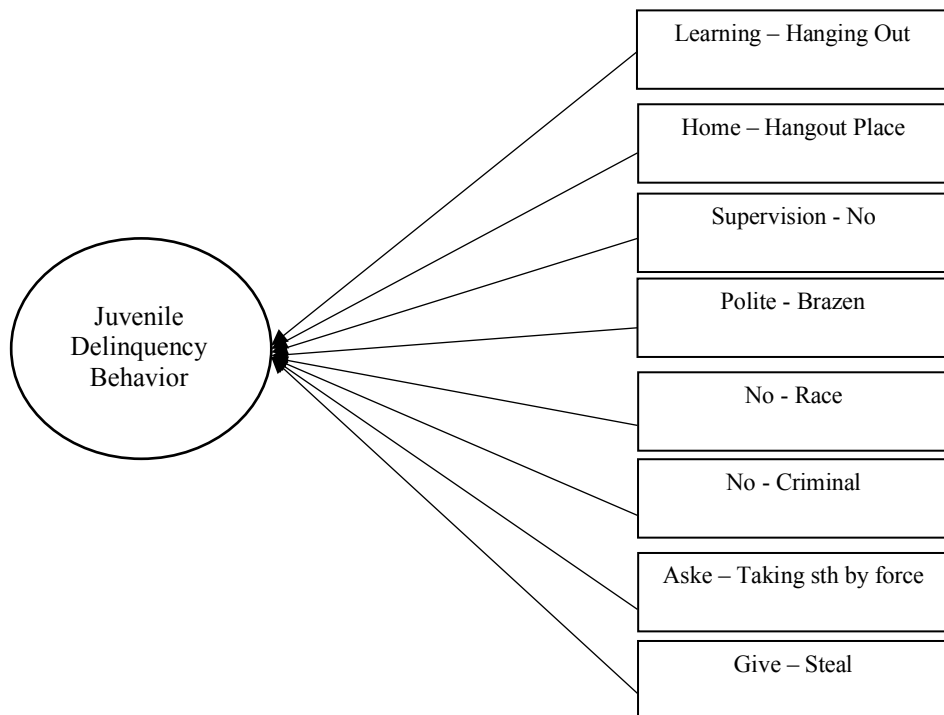 Learning – Hanging Out
Home – Hangout Place
Supervision - No
Polite - Brazen
No - Race
No - Criminal
Aske – Taking sth by force
Give – Steal
Juvenile
Delinquency
Behavior